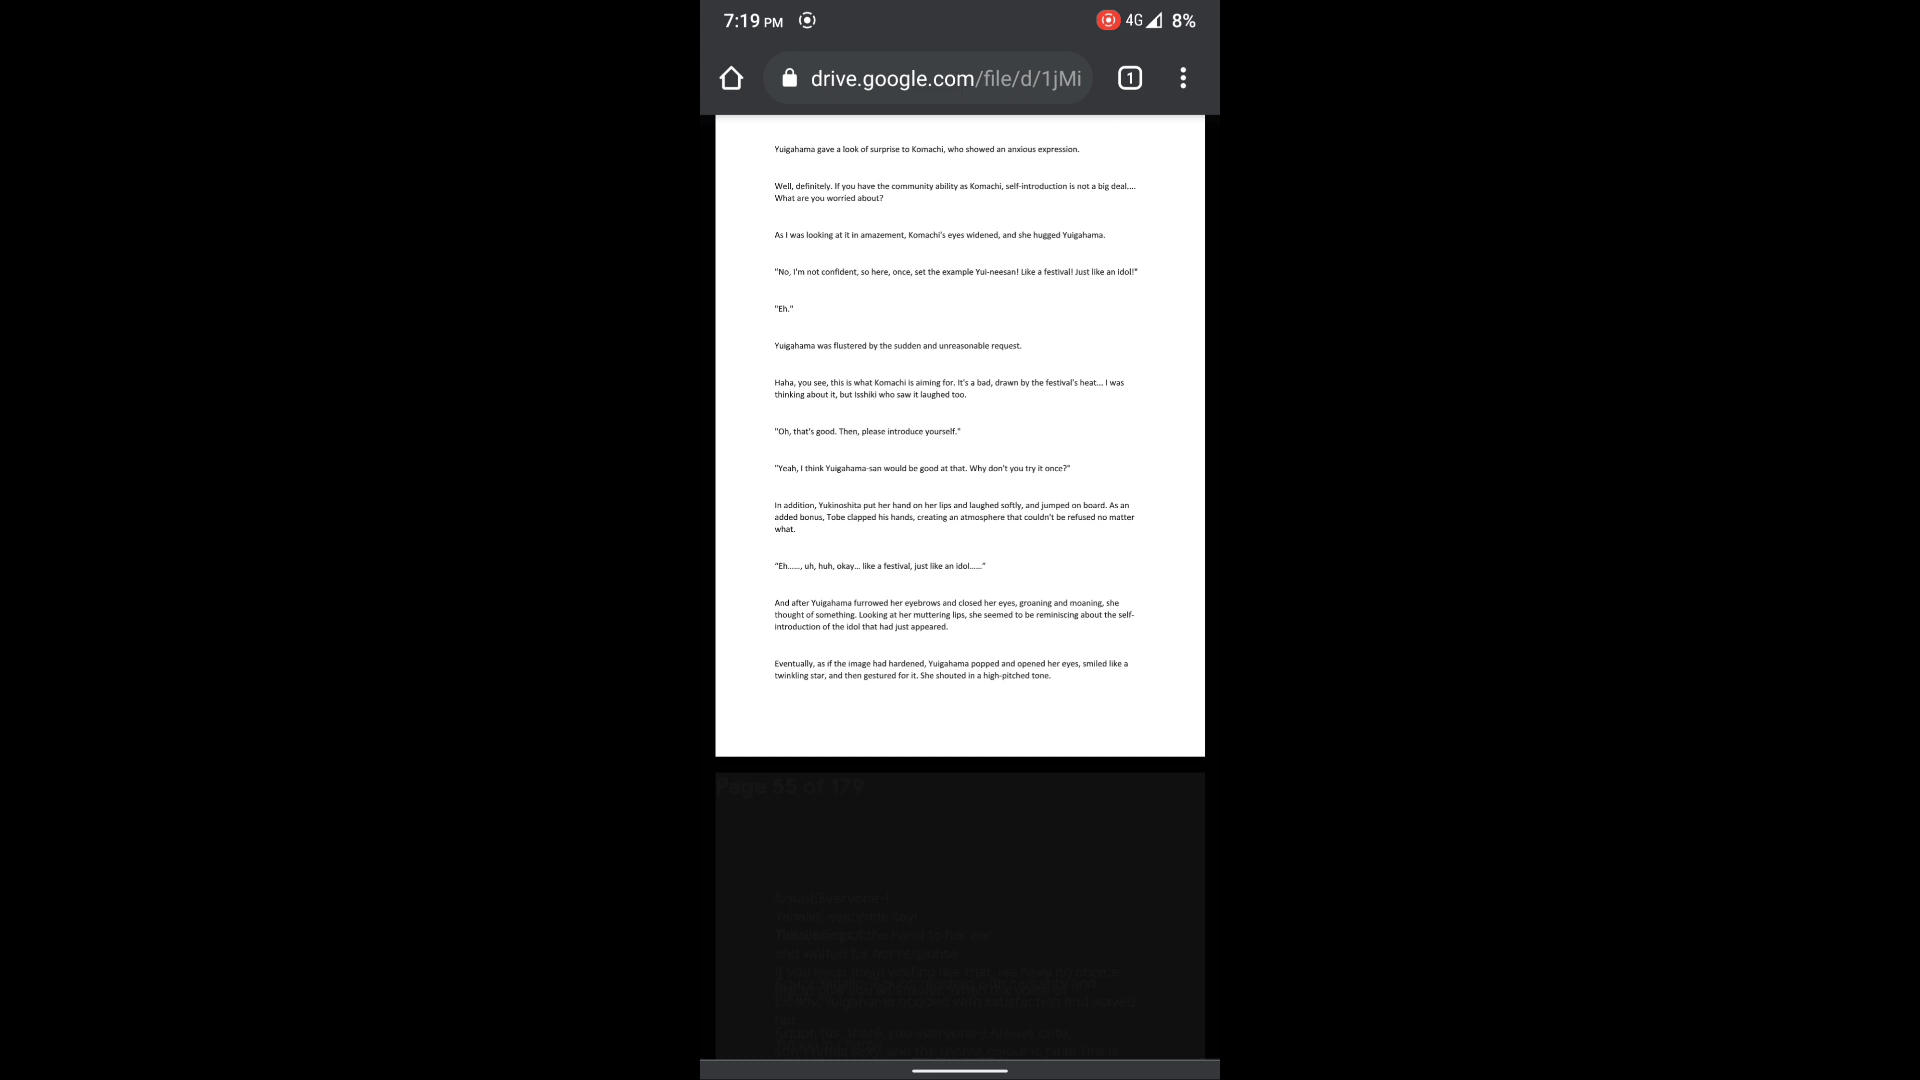 7:19 PM
4G 8%
drive.google.com/file/d/1jMi
1
Yuigahama gave a look of surprise to Komachi, who showed an anxious expression.
Well, definitely. If you have the community ability as Komachi, self-introduction is not a big deal....
What are you worried about?
As I was looking at it in amazement, Komachi's eyes widened, and she hugged Yuigahama.
"No, I'm not confident, so here, once, set the example Yui-neesan! Like a festival! Just like an idol!"
"Eh."
Yuigahama was flustered by the sudden and unreasonable request.
Haha, you see, this is what Komachi is aiming for. It's a bad, drawn by the festival's heat... I was
thinking about it, but Isshiki who saw it laughed too.
"Oh, that's good. Then, please introduce yourself."
"Yeah, I think Yuigahama-san would be good at that. Why don't you try it once?"
In addition, Yukinoshita put her hand on her lips and laughed softly, and jumped on board. As an
added bonus, Tobe clapped his hands, creating an atmosphere that couldn't be refused no matter
what.
“Eh......, uh, huh, okay... like a festival, just like an idol......”
And after Yuigahama furrowed her eyebrows and closed her eyes, groaning and moaning, she
thought of something. Looking at her muttering lips, she seemed to be reminiscing about the self-
introduction of the idol that had just appeared.
Eventually, as if the image had hardened, Yuigahama popped and opened her eyes, smiled like a
twinkling star, and then gestured for it. She shouted in a high-pitched tone.
Page 55 of 179